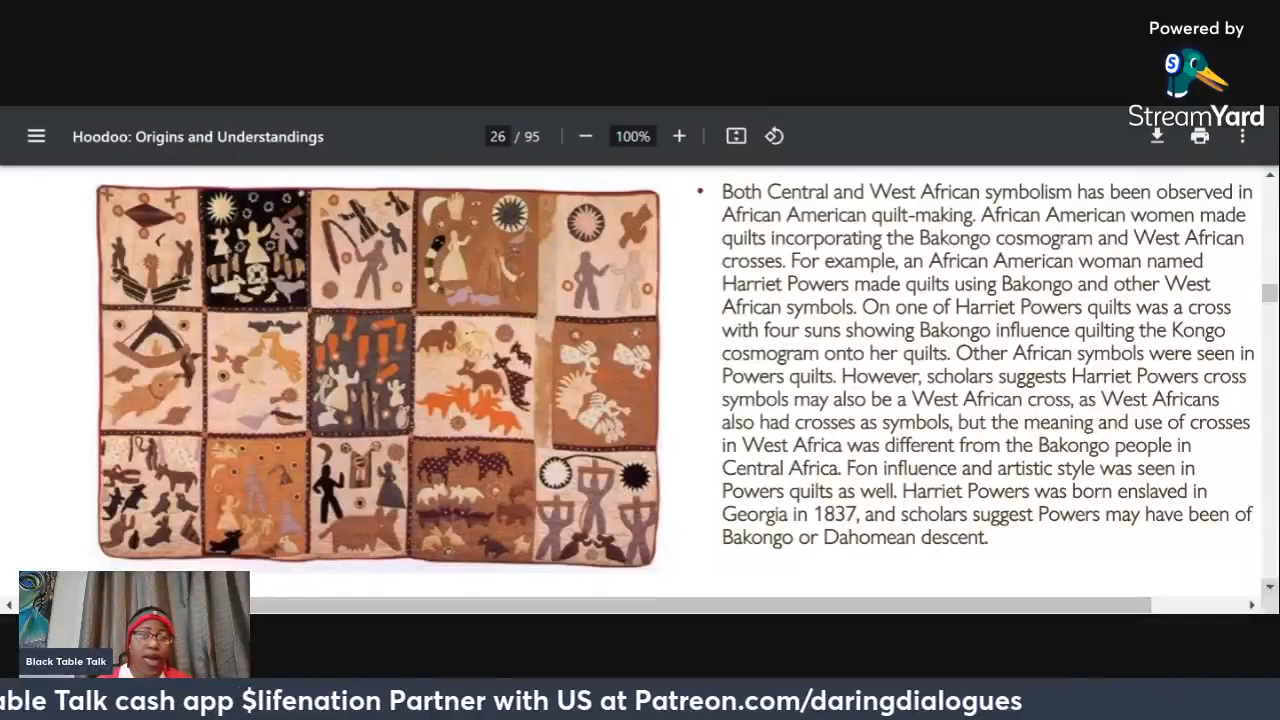 Powered by
S
StreamYard
Hoodoo: Origins and Understandings
26 / 95
100%
• Both Central and West African symbolism has been observed in
African American quilt-making. African American women made
quilts incorporating the Bakongo cosmogram and West African
crosses. For example, an African American woman named
Harriet Powers made quilts using Bakongo and other West
African symbols. On one of Harriet Powers quilts was a cross
with four suns showing Bakongo influence quilting the Kongo
cosmogram onto her quilts. Other African symbols were seen in
Powers quilts. However, scholars suggests Harriet Powers cross
symbols may also be a West African cross, as West Africans
also had crosses as symbols, but the meaning and use of crosses
in West Africa was different from the Bakongo people in
Central Africa. Fon influence and artistic style was seen in
Powers quilts as well. Harriet Powers was born enslaved in
Georgia in 1837, and scholars suggest Powers may have been of
Bakongo or Dahomean descent.
Black Table Talk
able Talk cash app $lifenation Partner with US at Patreon.com/daringdialogues